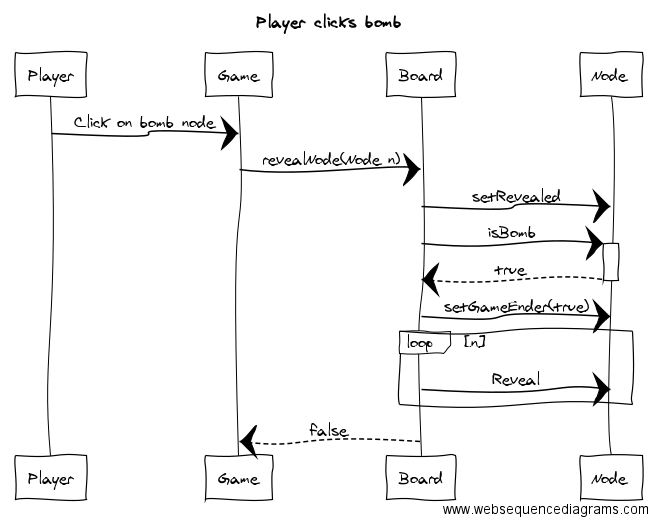 Player clicks bomb
Player Game Board Node
Click on bomb node
revealNode(Node n)
setRevealed
isBomb
true
setGameEnder(true)
loop [n]
Reveal
false
Player Game Board Node
www.websequencediagrams.com